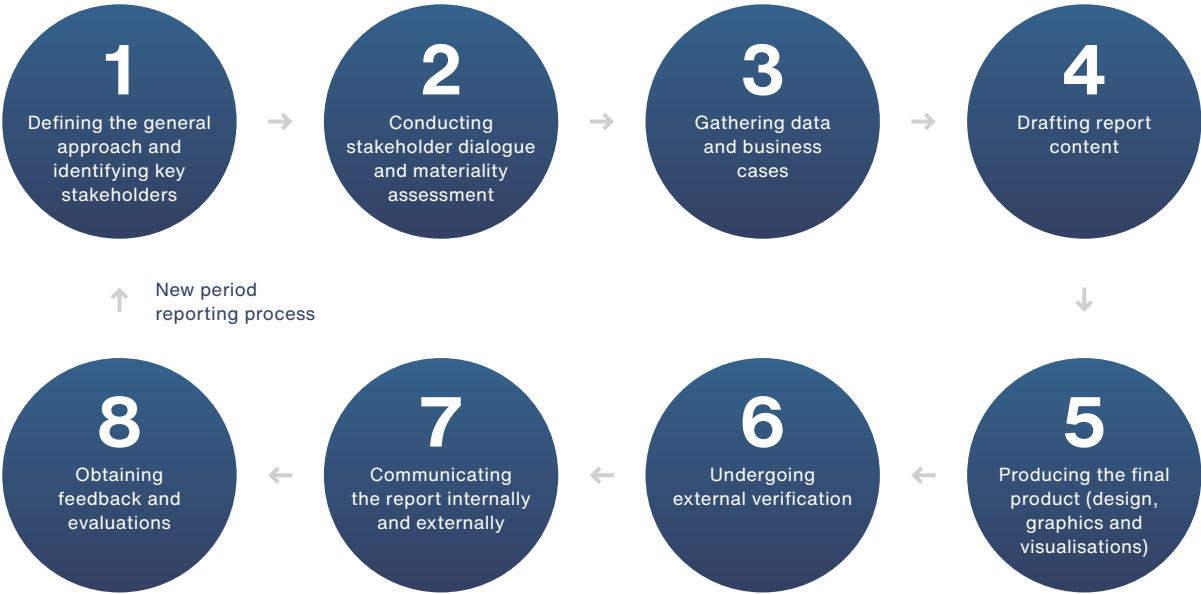 1
Defining the general
approach and
identifying key
stakeholders
2
Conducting
stakeholder dialogue
and materiality
assessment
3
Gathering data
and business
cases
4
Drafting report
content
5
Producing the final
product (design,
graphics and
visualisations)
6
Undergoing
external verification
7
Communicating
the report internally
and externally
8
Obtaining
feedback and
evaluations
New period
reporting process